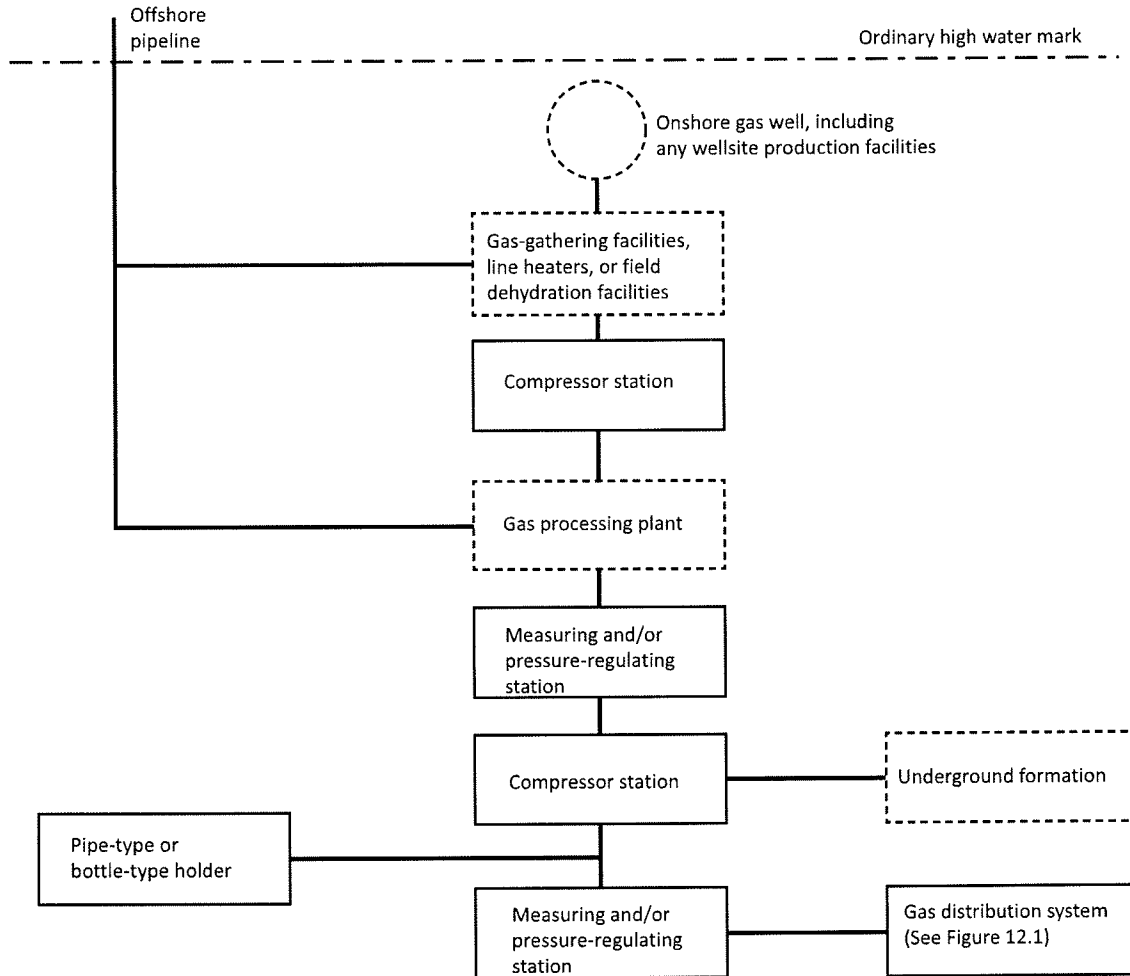 Offshore
pipeline
Ordinary high water mark
Onshore gas well, including
any wellsite production facilities
Gas-gathering facilities,
line heaters, or field
dehydration facilities
Compressor station
Gas processing plant
Measuring and/or
pressure-regulating
station
Compressor station
Underground formation
Pipe-type or
bottle-type holder
Measuring and/or
pressure-regulating
station
Gas distribution system
(See Figure 12.1)